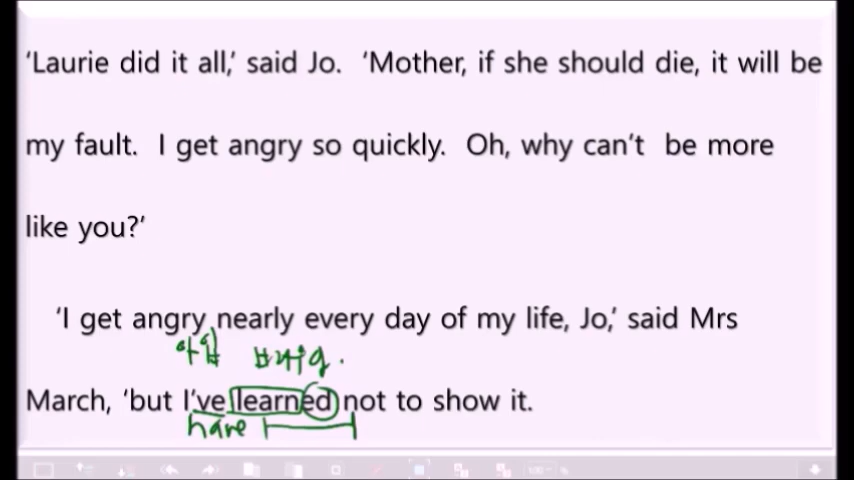 ‘Laurie did it all,’ said Jo. ‘Mother, if she should die, it will be
my fault. I get angry so quickly. Oh, why can’t be more
like you?’
‘I get angry nearly every day of my life, Jo,’ said Mrs
March, ‘but I’ve learned not to show it.
have